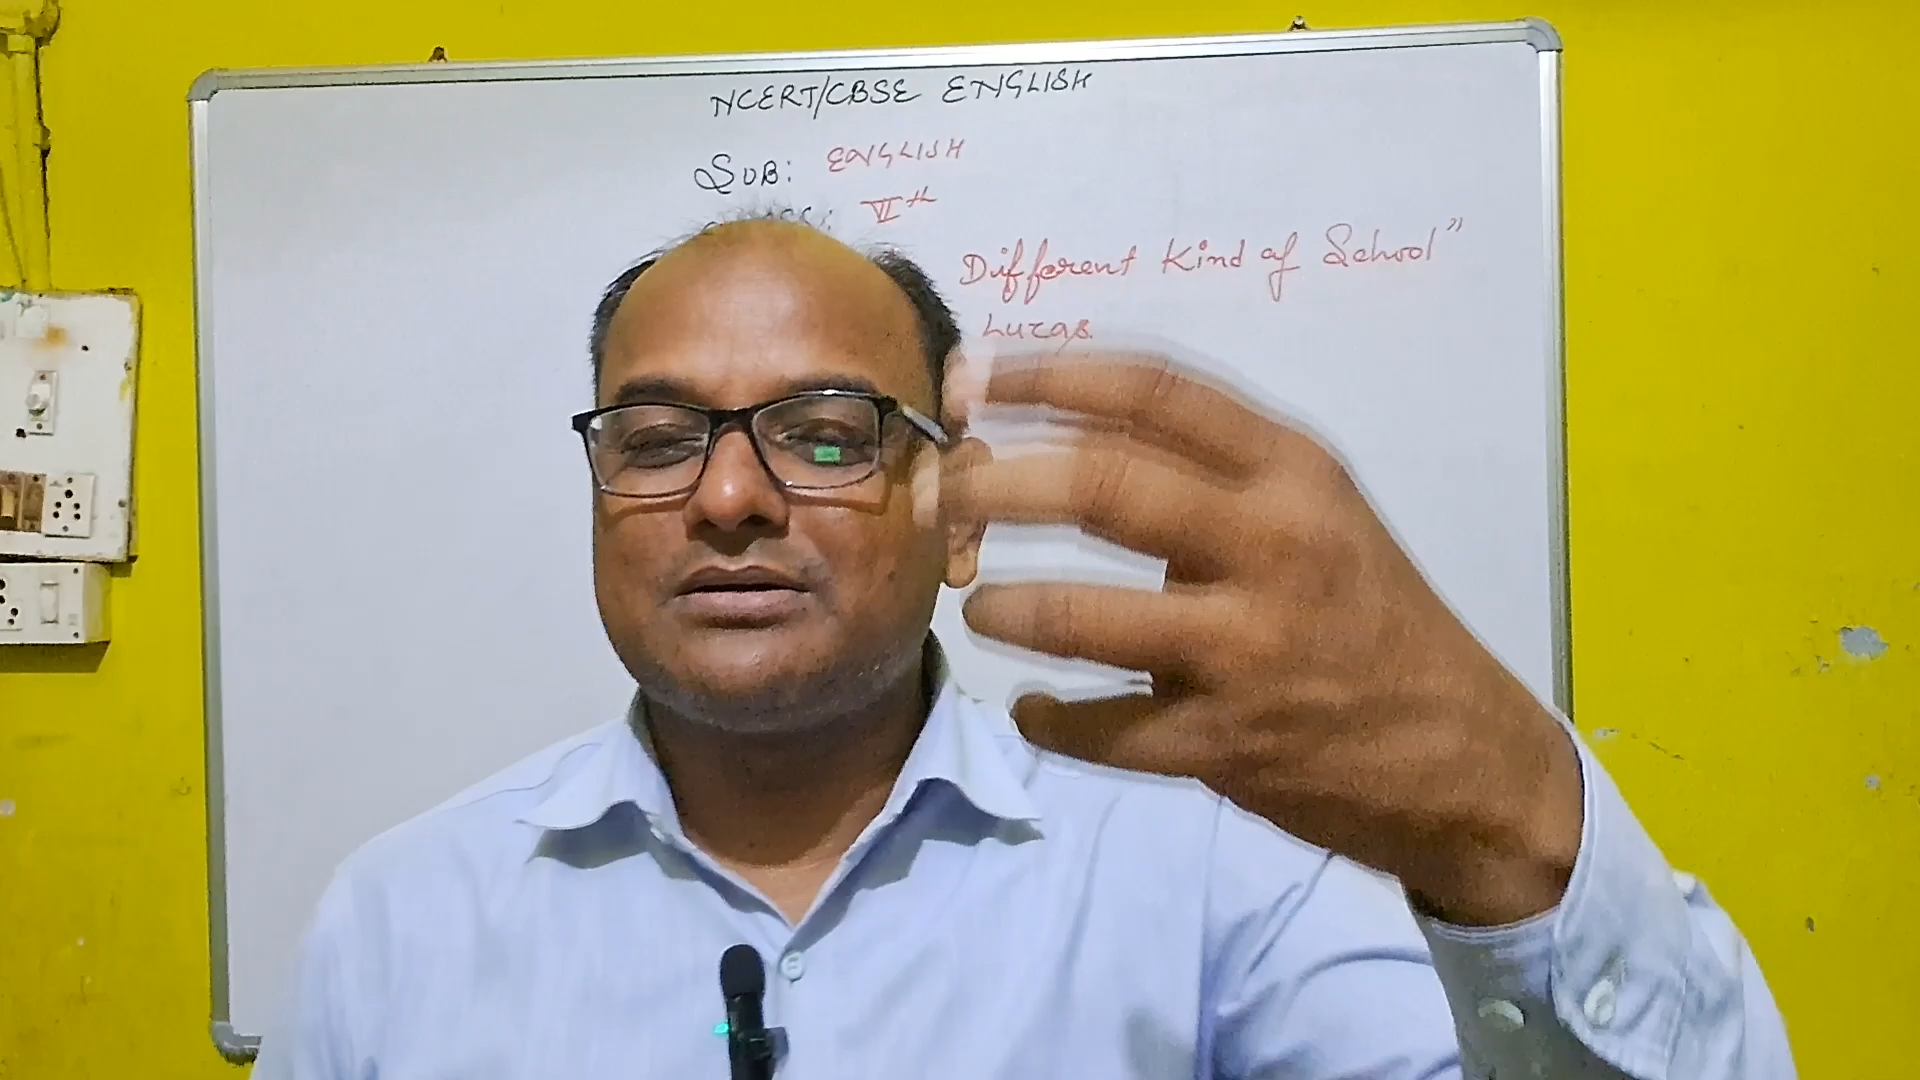 NCERT/CBSE ENGLISH
SUB: ENGLISH
VIth
Different Kind of School"
Lucas